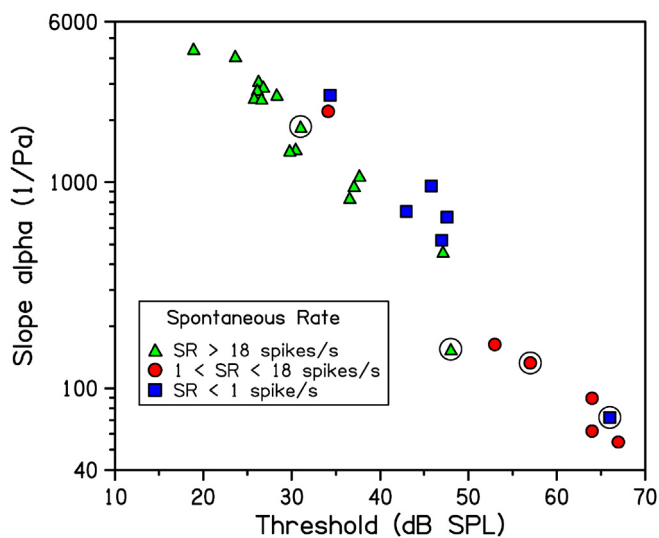 6000
1000
100
40
Slope alpha (1/Pa)
Spontaneous Rate
SR > 18 spikes/s
1 < SR < 18 spikes/s
SR < 1 spike/s
10 20 30 40 50 60 70
Threshold (dB SPL)